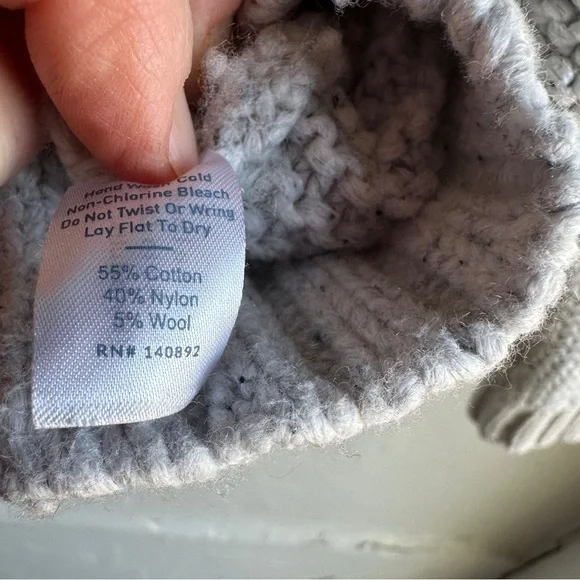 Hand Wash Cold
Non-Chlorine Bleach
Do Not Twist Or Wring
Lay Flat To Dry
55% Cotton
40% Nylon
5% Wool
RN# 140892